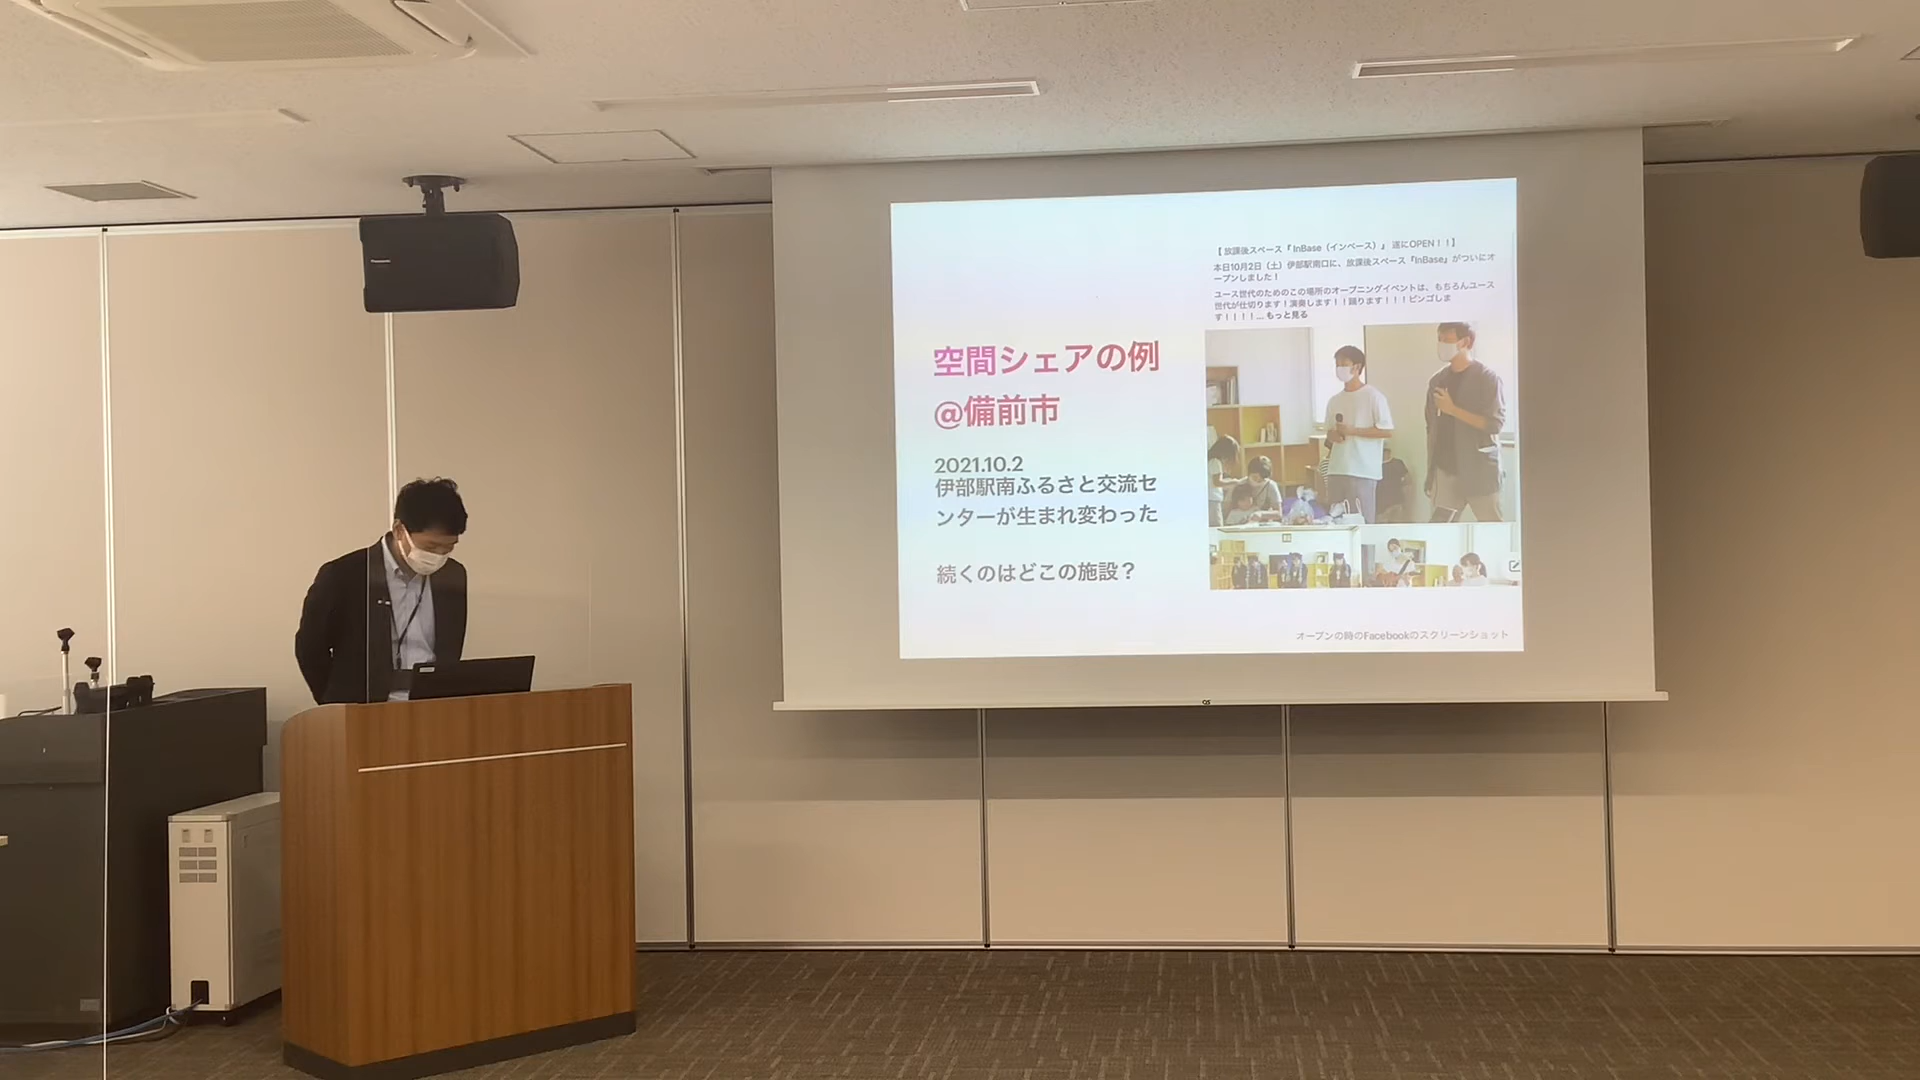 空間シェアの例
@備前市
2021.10.2
伊部駅南ふるさと交流セ
ンターが生まれ変わった
続くのはどこの施設？
【 放課後スペース『 InBase（インベース）』 遂にOPEN！！】
本日10月2日（土）伊部駅南口に、放課後スペース『InBase』がついにオ
ープンしました！
ユース世代のためのこの場所のオープニングイベントは、もちろんユース
世代が仕切ります！演奏します！！踊ります！！！ビンゴしま
す！！！！... もっと見る
オープンの時のFacebookのスクリーンショット
Panasonic
OS